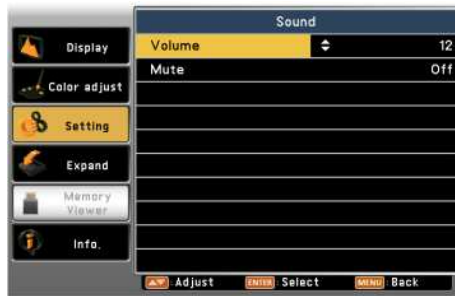 Sound
Display
Color adjust
Setting
Expand
Memory
Viewer
Info.
Volume 12
Mute Off
▲▼ :Adjust ENTER :Select MENU :Back